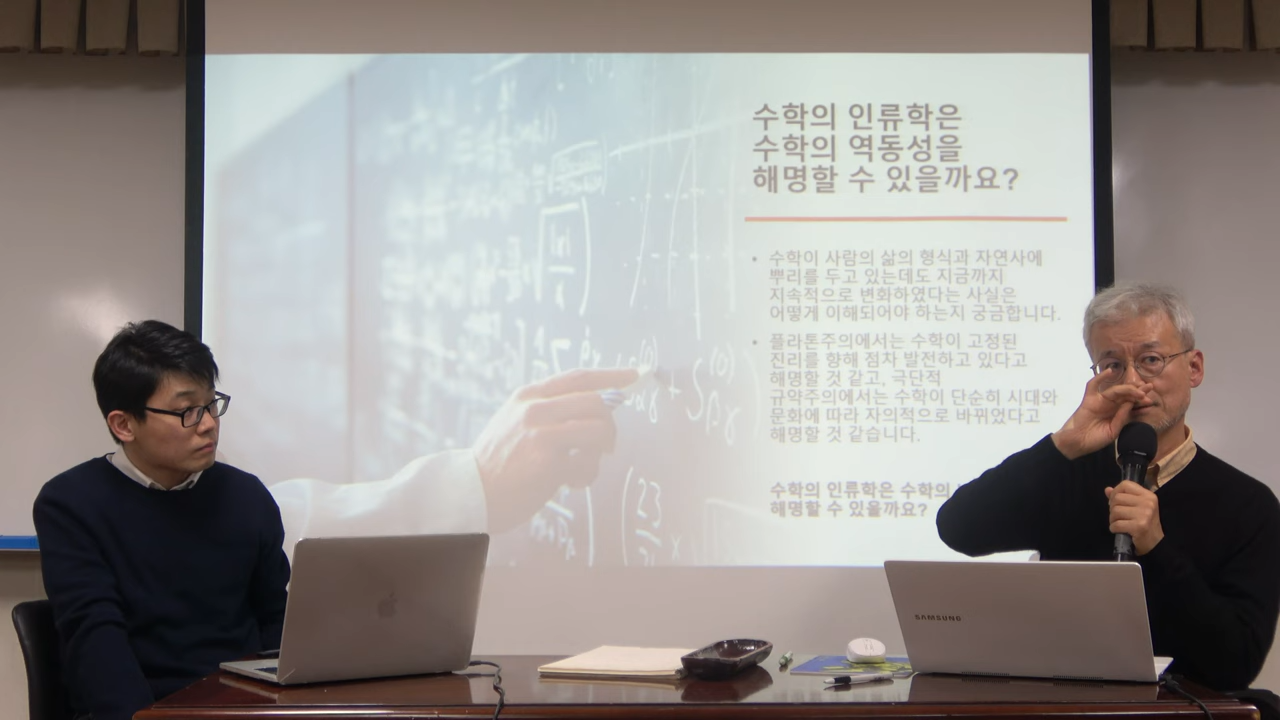 수학의 인류학은
수학의 역동성을
해명할 수 있을까요?
• 수학이 사람의 삶의 형식과 자연사에
뿌리를 두고 있는데도 지금까지
지속적으로 변화하였다는 사실은
어떻게 이해되어야 하는지 궁금합니다.
• 플라톤주의에서는 수학이 고정된
진리를 향해 점차 발전하고 있다고
해명할 것 같고, 극단적
규약주의에서는 수학이 단순히 시대와
문화에 따라 자의적으로 바뀌었다고
해명할 것 같습니다.
수학의 인류학은 수학의
해명할 수 있을까요?
SAMSUNG